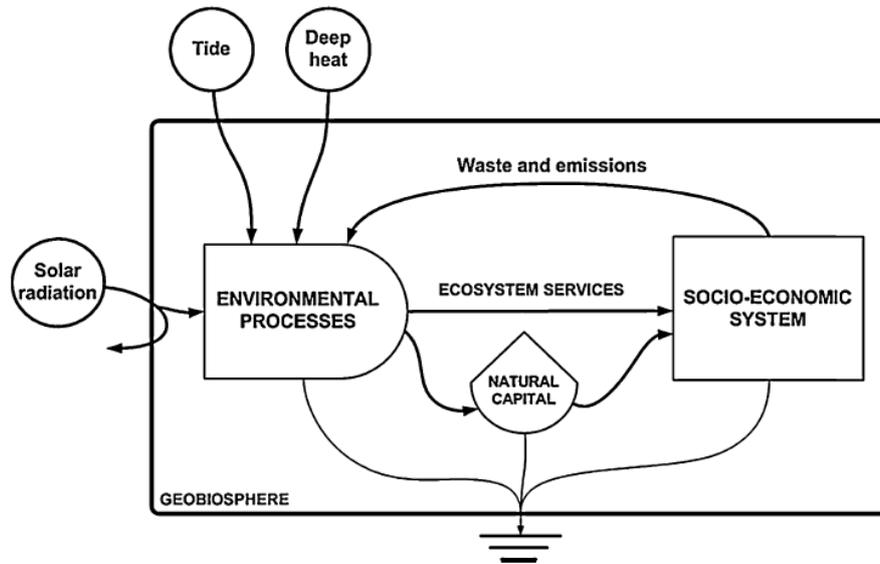 Tide
Deep
heat
Waste and emissions
Solar
radiation
ENVIRONMENTAL
PROCESSES
ECOSYSTEM SERVICES
SOCIO-ECONOMIC
SYSTEM
NATURAL
CAPITAL
GEOBIOSPHERE